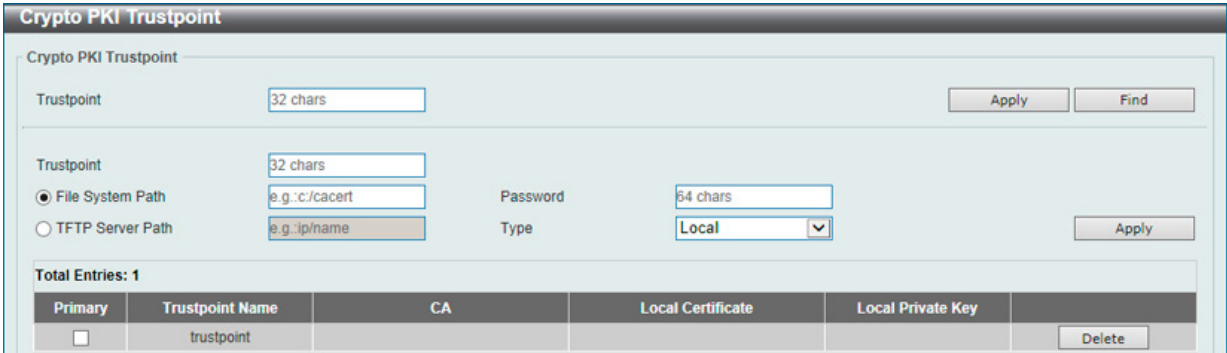 Crypto PKI Trustpoint
Crypto PKI Trustpoint
Trustpoint 32 chars Apply Find
Trustpoint 32 chars
File System Path e.g.:c:/cacert Password 64 chars
TFTP Server Path e.g.:ip/name Type Local Apply
Total Entries: 1
Primary Trustpoint Name CA Local Certificate Local Private Key
trustpoint Delete